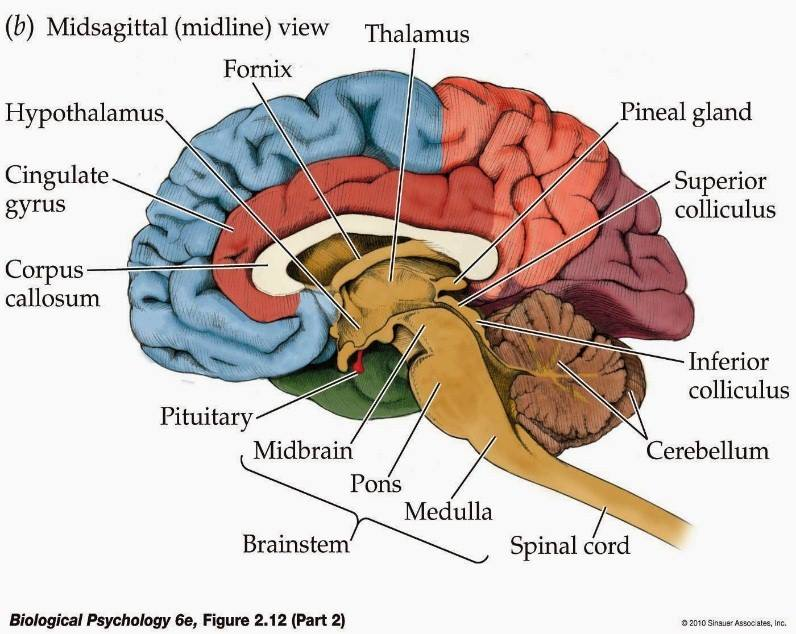 (b) Midsagittal (midline) view
Thalamus
Fornix
Hypothalamus
Pineal gland
Cingulate
gyrus
Superior
colliculus
Corpus
callosum
Inferior
colliculus
Pituitary
Midbrain
Cerebellum
Pons
Medulla
Brainstem
Spinal cord
Biological Psychology 6e, Figure 2.12 (Part 2)
© 2010 Sinauer Associates, Inc.